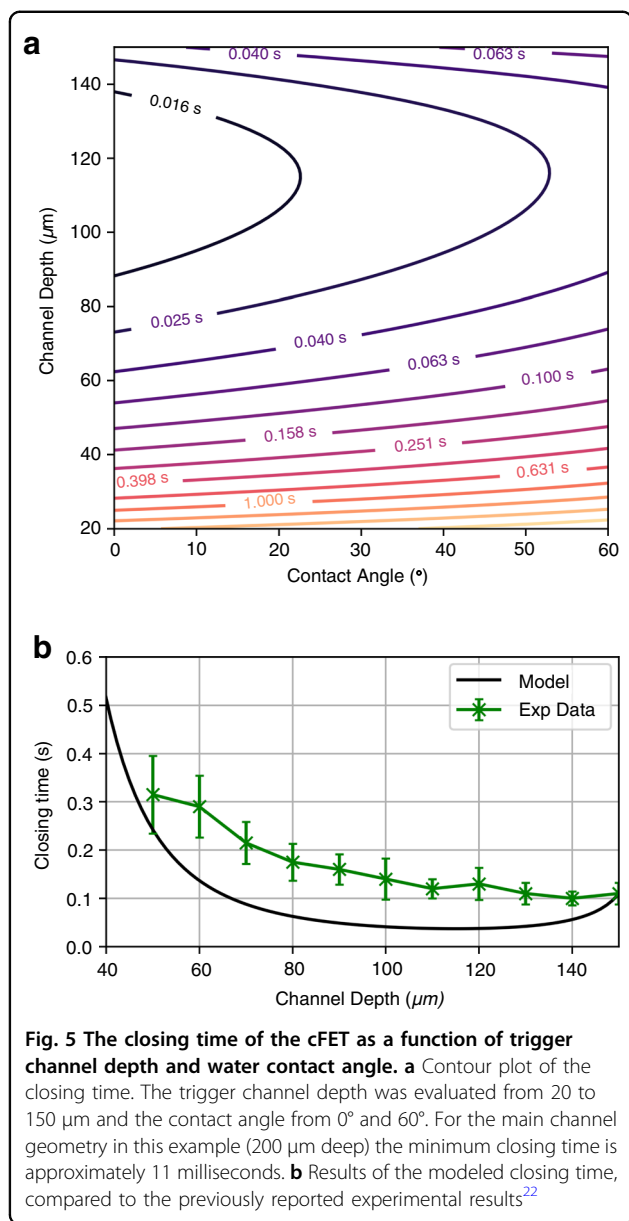 a
0.040 s
0.063 s
0.016 s
0.025 s
0.040 s
0.063 s
0.100 s
0.158 s
0.251 s
0.398 s
0.631 s
1.000 s
140
120
100
80
60
40
20
Channel Depth (µm)
0 10 20 30 40 50 60
Contact Angle (°)
b
0.6
0.5
0.4
0.3
0.2
0.1
0.0
Closing time (s)
Model
Exp Data
40 60 80 100 120 140
Channel Depth (µm)
Fig. 5 The closing time of the cFET as a function of trigger
channel depth and water contact angle. a Contour plot of the
closing time. The trigger channel depth was evaluated from 20 to
150 µm and the contact angle from 0° and 60°. For the main channel
geometry in this example (200 µm deep) the minimum closing time is
approximately 11 milliseconds. b Results of the modeled closing time,
compared to the previously reported experimental results22